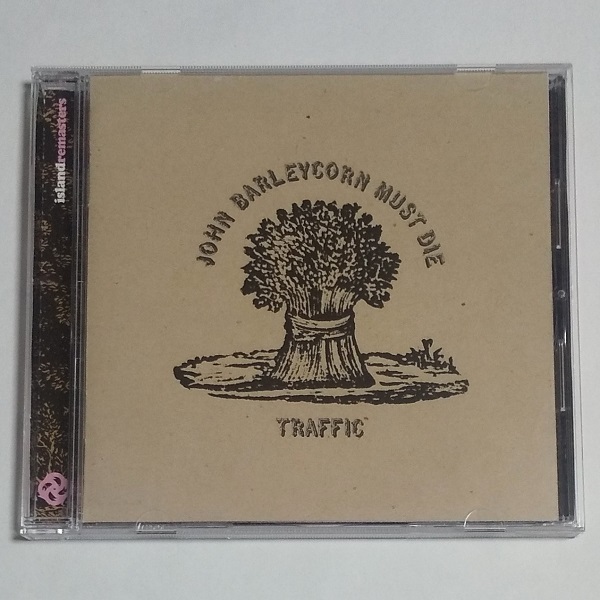 islandremasters
JOHN BARLEYCORN MUST DIE
TRAFFIC